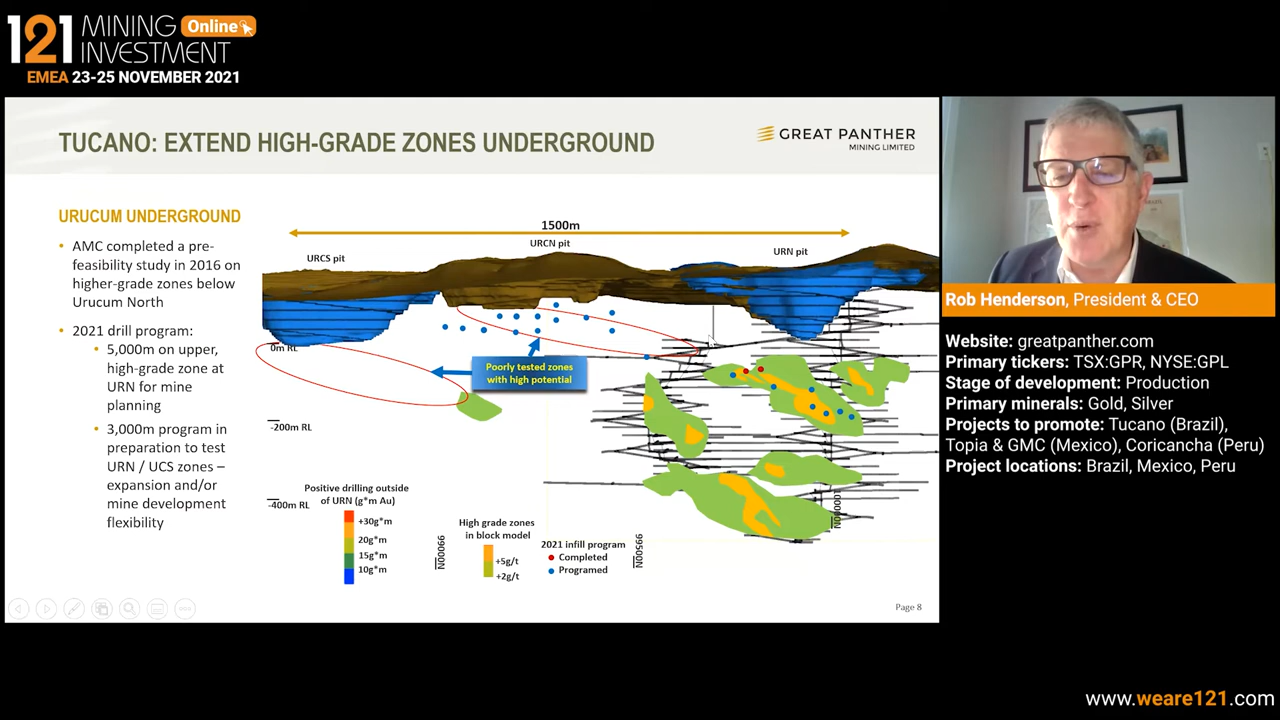 121 MINING INVESTMENT Online
EMEA 23-25 NOVEMBER 2021
TUCANO: EXTEND HIGH-GRADE ZONES UNDERGROUND
GREAT PANTHER
MINING LIMITED
URUCUM UNDERGROUND
• AMC completed a pre-
feasibility study in 2016 on
higher-grade zones below
Urucum North
• 2021 drill program:
• 5,000m on upper,
high-grade zone at
URN for mine
planning
• 3,000m program in
preparation to test
URN / UCS zones –
expansion and/or
mine development
flexibility
1500m
URCS pit
URCN pit
URN pit
0m RL
Poorly tested zones
with high potential
-200m RL
-400m RL
Positive drilling outside
of URN (g*m Au)
+30g*m
20g*m
15g*m
10g*m
99000N
High grade zones
in block model
+5g/t
+2g/t
2021 infill program
Completed
Programed
99500N
100000N
Page 8
Rob Henderson, President & CEO
Website: greatpanther.com
Primary tickers: TSX:GPR, NYSE:GPL
Stage of development: Production
Primary minerals: Gold, Silver
Projects to promote: Tucano (Brazil),
Topia & GMC (Mexico), Coricancha (Peru)
Project locations: Brazil, Mexico, Peru
www.weare121.com